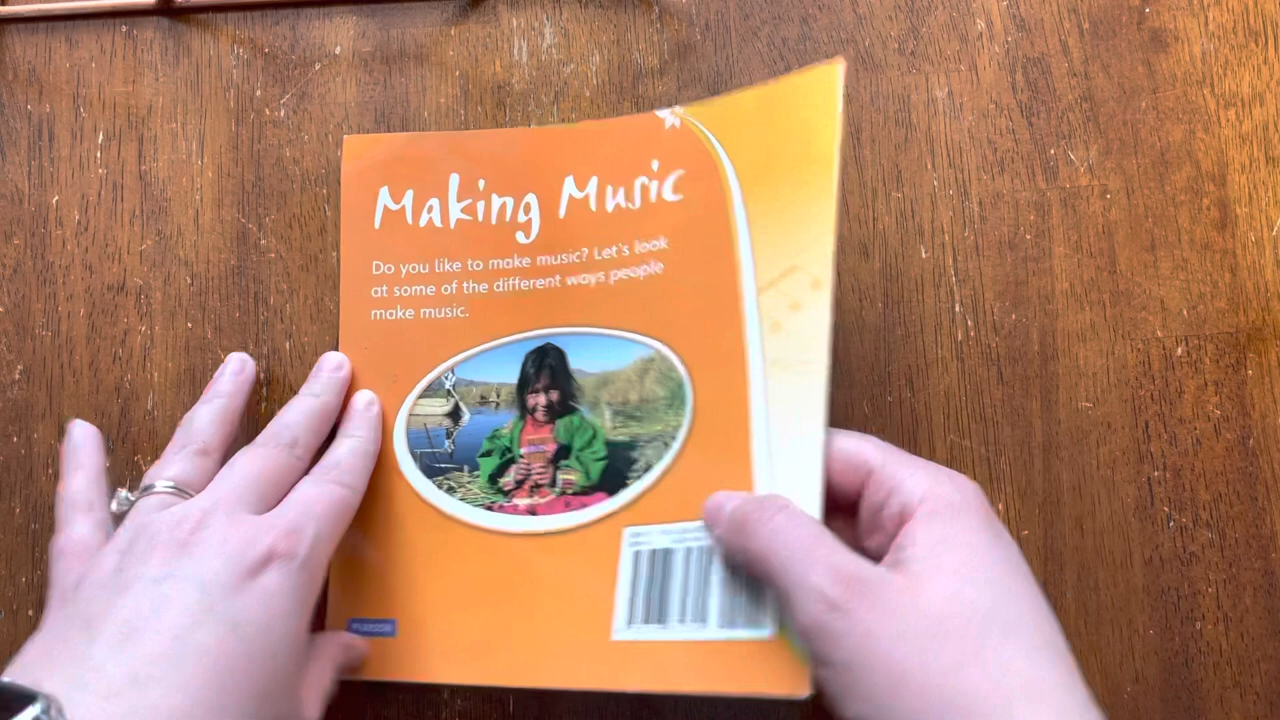 Making Music
Do you like to make music? Let's look
at some of the different ways people
make music.
PEARSON